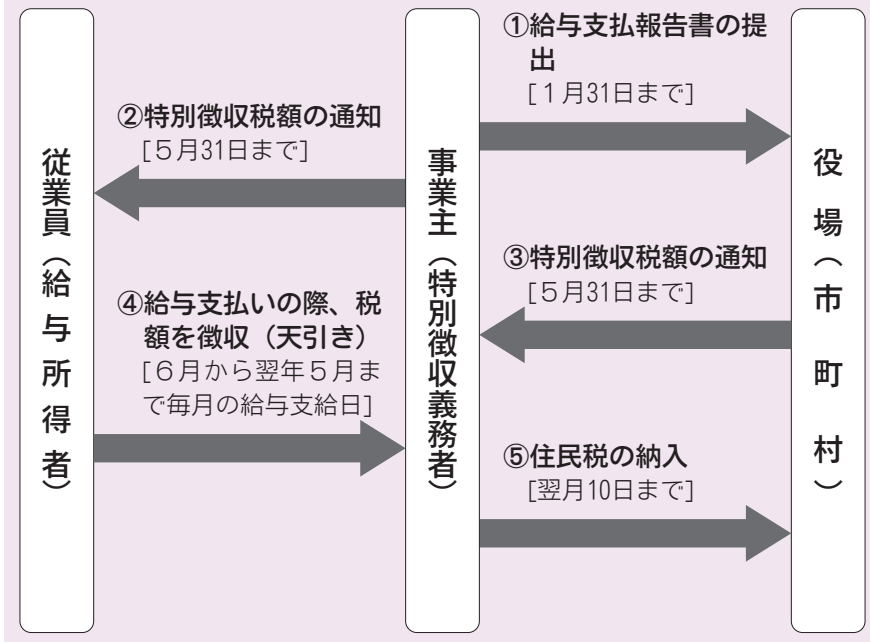 ①給与支払報告書の提
出
[1月31日まで]
②特別徴収税額の通知
[5月31日まで]
従業員（給与所得者）
事業主（特別徴収義務者）
役場（市町村）
③特別徴収税額の通知
[5月31日まで]
④給与支払いの際、税
額を徴収（天引き）
[6月から翌年5月ま
で毎月の給与支給日]
⑤住民税の納入
[翌月10日まで]